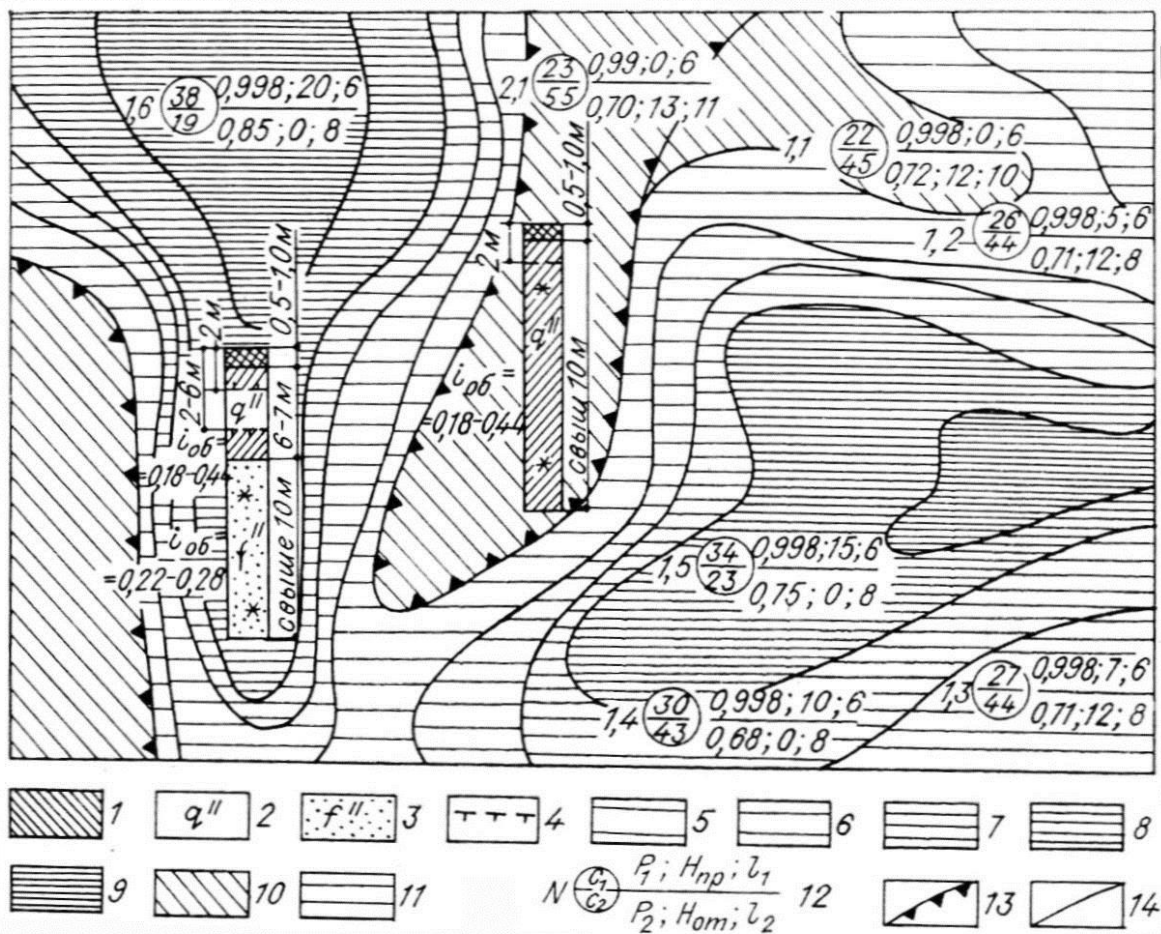 1,6 38/19 0,998; 20; 6
0,85; 0; 8
2,1 23/55 0,99; 0; 6
0,70; 13; 11
1,1 22/45 0,998; 0; 6
0,72; 12; 10
1,2 26/44 0,998; 5; 6
0,71; 12; 8
0,5-1,0м
2м
q''
iоб =
=0,18-0,44
свыш 10м
0,5-1,0м
2м
2-6м
q''
6-7м
iоб =
=0,18-0,4
iоб =
=0,22-0,28
f''
свыше 10м
1,5 34/23 0,998; 15; 6
0,75; 0; 8
1,4 30/43 0,998; 10; 6
0,68; 0; 8
1,3 27/44 0,998; 7; 6
0,71; 12; 8
1 q'' 2 f'' 3 4 5 6 7 8
9 10 11 N C1/C2 P1; Hпр; l1 12 13 14
P2; Hот; l2